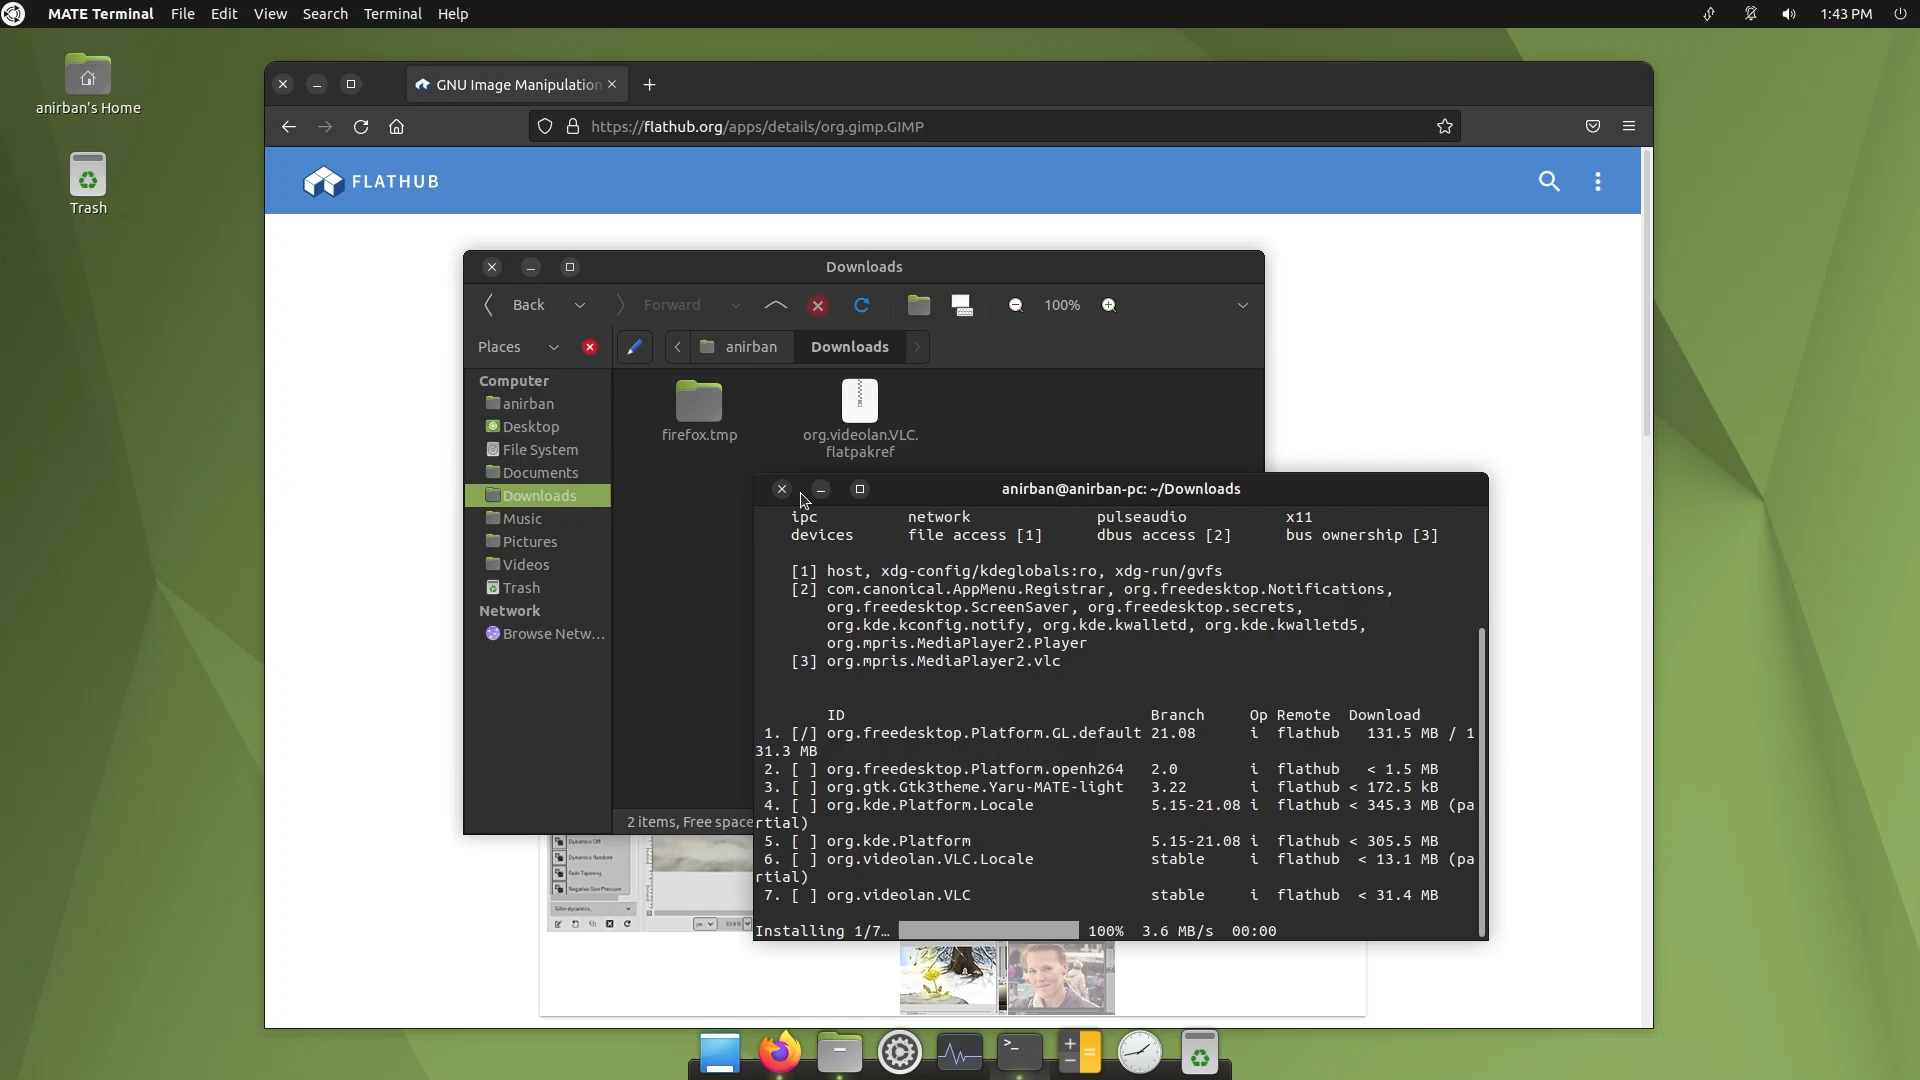 MATE Terminal File Edit View Search Terminal Help 1:43 PM
anirban's Home
Trash
GNU Image Manipulation
https://flathub.org/apps/details/org.gimp.GIMP
FLATHUB
Downloads
Back Forward 100%
Places anirban Downloads
Computer
anirban
Desktop
File System
Documents
Downloads
Music
Pictures
Videos
Trash
Network
Browse Netw...
firefox.tmp
org.videolan.VLC.
flatpakref
2 items, Free space
anirban@anirban-pc: ~/Downloads
ipc network pulseaudio x11
devices file access [1] dbus access [2] bus ownership [3]
[1] host, xdg-config/kdeglobals:ro, xdg-run/gvfs
[2] com.canonical.AppMenu.Registrar, org.freedesktop.Notifications,
org.freedesktop.ScreenSaver, org.freedesktop.secrets,
org.kde.kconfig.notify, org.kde.kwalletd, org.kde.kwalletd5,
org.mpris.MediaPlayer2.Player
[3] org.mpris.MediaPlayer2.vlc
ID Branch Op Remote Download
1. [/] org.freedesktop.Platform.GL.default 21.08 i flathub 131.5 MB / 1
31.3 MB
2. [ ] org.freedesktop.Platform.openh264 2.0 i flathub < 1.5 MB
3. [ ] org.gtk.Gtk3theme.Yaru-MATE-light 3.22 i flathub < 172.5 kB
4. [ ] org.kde.Platform.Locale 5.15-21.08 i flathub < 345.3 MB (pa
rtial)
5. [ ] org.kde.Platform 5.15-21.08 i flathub < 305.5 MB
6. [ ] org.videolan.VLC.Locale stable i flathub < 13.1 MB (pa
rtial)
7. [ ] org.videolan.VLC stable i flathub < 31.4 MB
Installing 1/7… 100% 3.6 MB/s 00:00
Dynamics Off
Dynamics Random
Fade Tapering
Negative Size Pressure